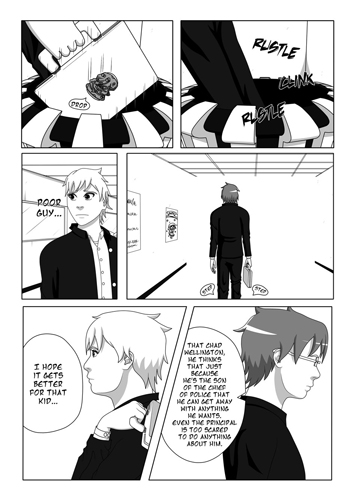 DROP
RUSTLE
CLINK
RUSTLE
POOR
GUY...
STEP
STEP
I HOPE
IT GETS
BETTER
FOR THAT
KID...
THAT CHAD
WELLINGTON,
HE THINKS
THAT JUST
BECAUSE
HE'S THE SON
OF THE CHIEF
OF POLICE THAT
HE CAN GET AWAY
WITH ANYTHING
HE WANTS.
EVEN THE PRINCIPAL
IS TOO SCARED
TO DO ANYTHING
ABOUT HIM.